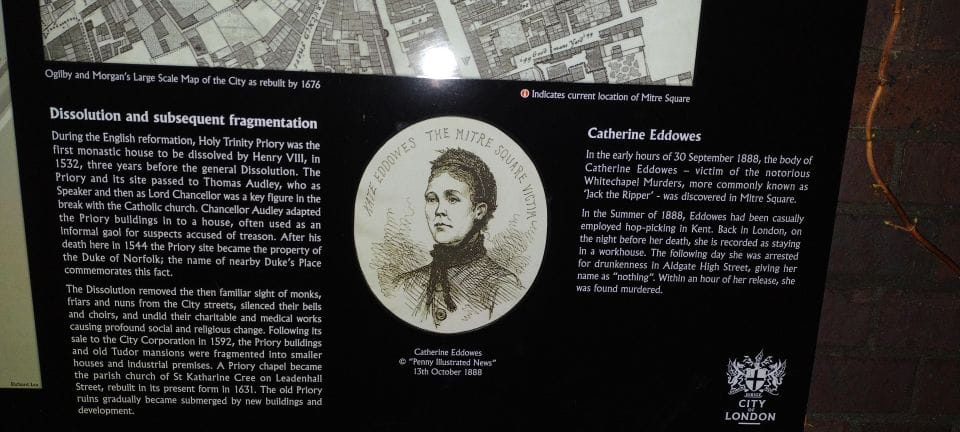 Ogilby and Morgan's Large Scale Map of the City as rebuilt by 1676
Indicates current location of Mitre Square
Dissolution and subsequent fragmentation
During the English reformation, Holy Trinity Priory was the
first monastic house to be dissolved by Henry VIII, in
1532, three years before the general Dissolution. The
Priory and its site passed to Thomas Audley, who as
Speaker and then as Lord Chancellor was a key figure in the
break with the Catholic church. Chancellor Audley adapted
the Priory buildings in to a house, often used as an
informal gaol for suspects accused of treason. After his
death here in 1544 the Priory site became the property of
the Duke of Norfolk; the name of nearby Duke's Place
commemorates this fact.
The Dissolution removed the then familiar sight of monks,
friars and nuns from the City streets, silenced their bells
and choirs, and undid their charitable and medical works
causing profound social and religious change. Following its
sale to the City Corporation in 1592, the Priory buildings
and old Tudor mansions were fragmented into smaller
houses and industrial premises. A Priory chapel became
the parish church of St Katharine Cree on Leadenhall
Street, rebuilt in its present form in 1631. The old Priory
ruins gradually became submerged by new buildings and
development.
EDDOWES THE MITRE SQUARE VICTIM
Catherine Eddowes
© "Penny Illustrated News"
13th October 1888
Catherine Eddowes
In the early hours of 30 September 1888, the body of
Catherine Eddowes – victim of the notorious
Whitechapel Murders, more commonly known as
'Jack the Ripper' - was discovered in Mitre Square.
In the Summer of 1888, Eddowes had been casually
employed hop-picking in Kent. Back in London, on
the night before her death, she is recorded as staying
in a workhouse. The following day she was arrested
for drunkenness in Aldgate High Street, giving her
name as "nothing". Within an hour of her release, she
was found murdered.
CITY
OF
LONDON